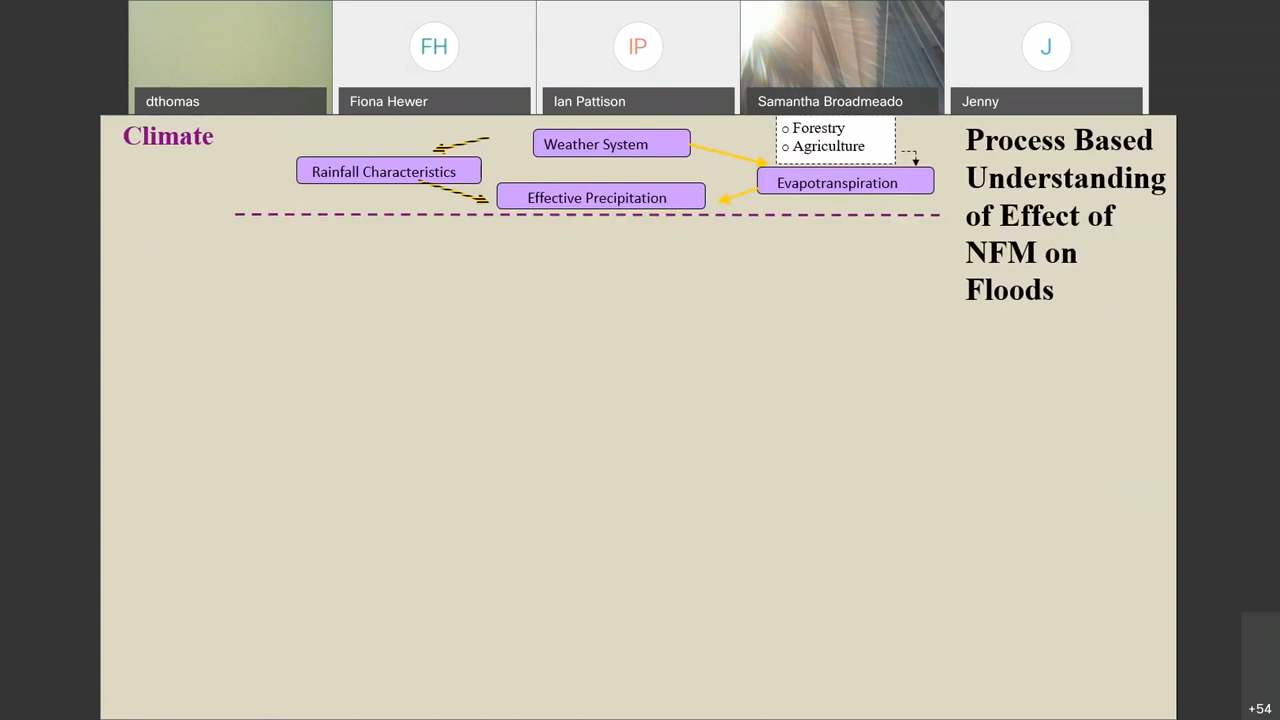 FH
IP
J
dthomas
Fiona Hewer
Ian Pattison
Samantha Broadmeado
Jenny
Climate
Weather System
o Forestry
o Agriculture
Rainfall Characteristics
Evapotranspiration
Effective Precipitation
Process Based
Understanding
of Effect of
NFM on
Floods
+54